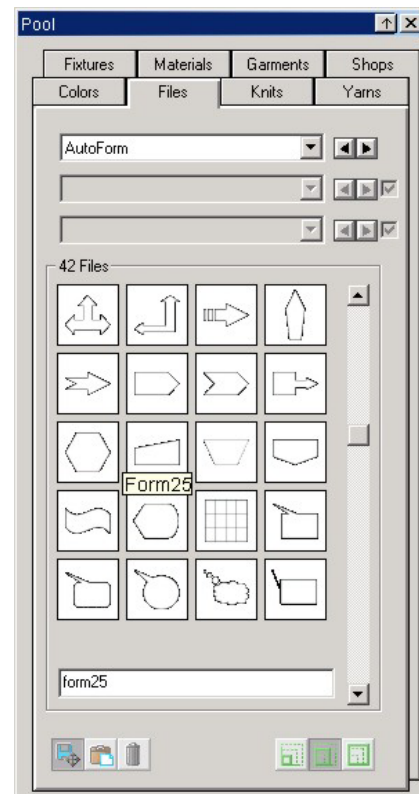 Pool
Fixtures Materials Garments Shops
Colors Files Knits Yarns
AutoForm
42 Files
Form25
form25